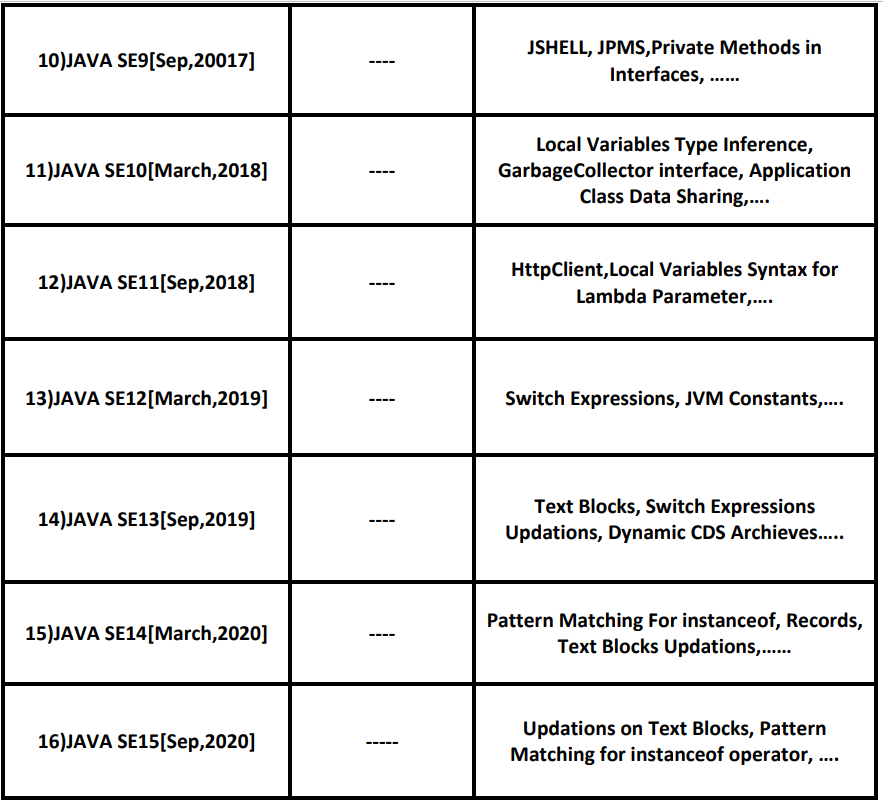 10)JAVA SE9[Sep,20017]
----
JSHELL, JPMS,Private Methods in
Interfaces, ……
11)JAVA SE10[March,2018]
----
Local Variables Type Inference,
GarbageCollector interface, Application
Class Data Sharing,….
12)JAVA SE11[Sep,2018]
----
HttpClient,Local Variables Syntax for
Lambda Parameter,….
13)JAVA SE12[March,2019]
----
Switch Expressions, JVM Constants,….
14)JAVA SE13[Sep,2019]
----
Text Blocks, Switch Expressions
Updations, Dynamic CDS Archieves…..
15)JAVA SE14[March,2020]
----
Pattern Matching For instanceof, Records,
Text Blocks Updations,……
16)JAVA SE15[Sep,2020]
-----
Updations on Text Blocks, Pattern
Matching for instanceof operator, ….